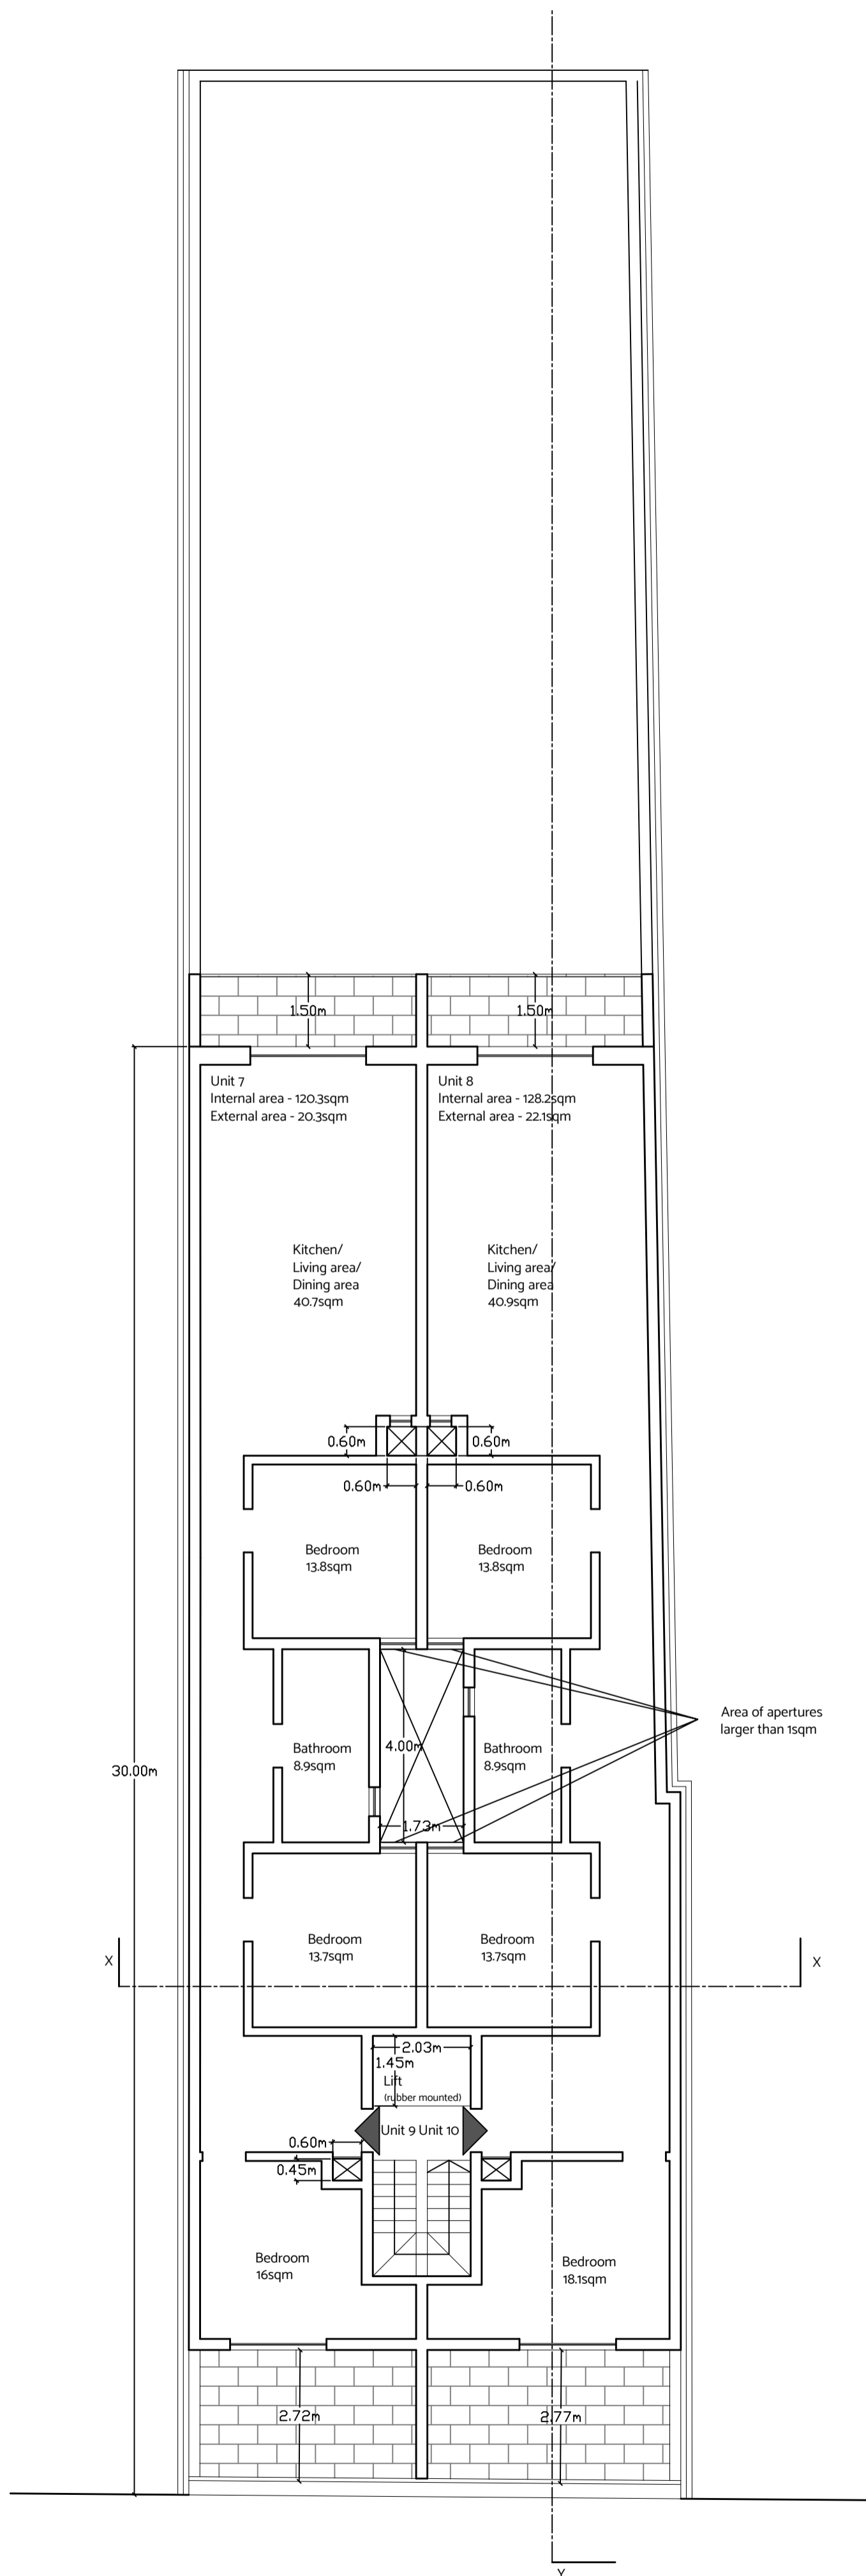 1.50m
1.50m
Unit 7
Internal area - 120.3sqm
External area - 20.3sqm
Unit 8
Internal area - 128.2sqm
External area - 22.1sqm
Kitchen/
Living area/
Dining area
40.7sqm
Kitchen/
Living area/
Dining area
40.9sqm
0.60m
0.60m
0.60m
0.60m
Bedroom
13.8sqm
Bedroom
13.8sqm
Area of apertures
larger than 1sqm
Bathroom
8.9sqm
4.00m
Bathroom
8.9sqm
30.00m
1.73m
Bedroom
13.7sqm
Bedroom
13.7sqm
X
X
2.03m
1.45m
Lift
(rubber mounted)
Unit 9 Unit 10
0.60m
0.45m
Bedroom
16sqm
Bedroom
18.1sqm
2.72m
2.77m
Y